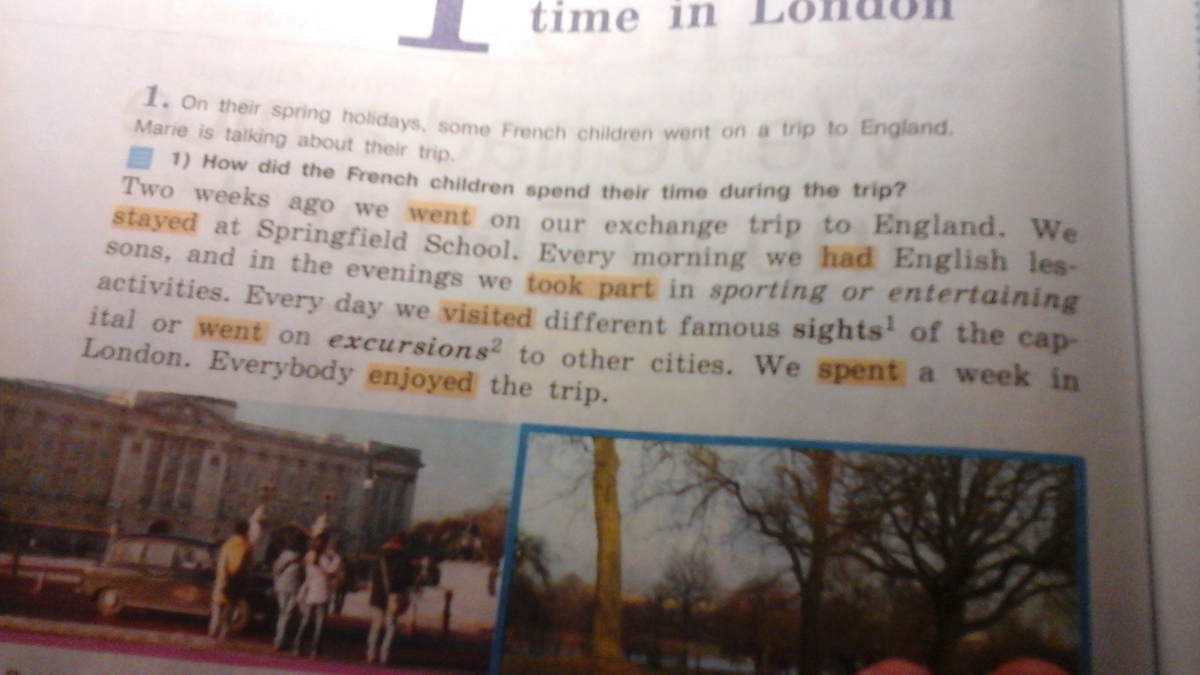 1 time in London
1. On their spring holidays, some French children went on a trip to England.
Marie is talking about their trip.
1) How did the French children spend their time during the trip?
Two weeks ago we went on our exchange trip to England. We
stayed at Springfield School. Every morning we had English les-
sons, and in the evenings we took part in sporting or entertaining
activities. Every day we visited different famous sights¹ of the cap-
ital or went on excursions² to other cities. We spent a week in
London. Everybody enjoyed the trip.